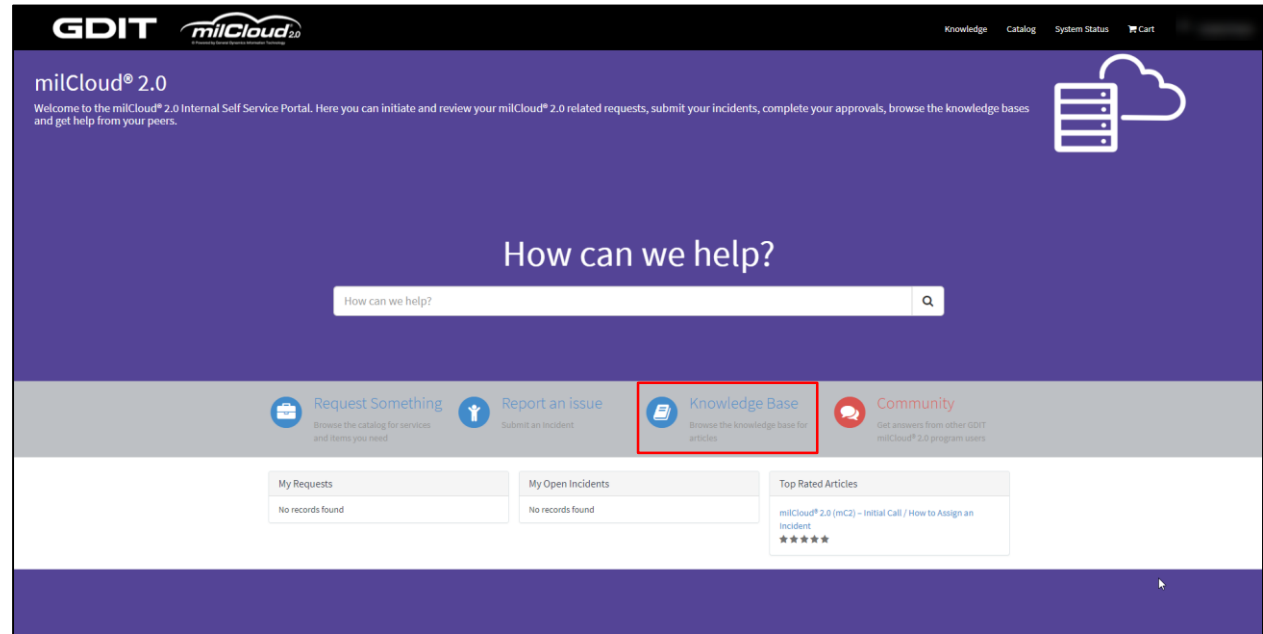 GDIT
milCloud® 2.0
© Powered by General Dynamics Information Technology
Knowledge
Catalog
System Status
Cart
milCloud® 2.0
Welcome to the milCloud® 2.0 Internal Self Service Portal. Here you can initiate and review your milCloud® 2.0 related requests, submit your incidents, complete your approvals, browse the knowledge bases
and get help from your peers.
How can we help?
How can we help?
Request Something
Browse the catalog for services
and items you need
Report an issue
Submit an incident
Knowledge Base
Browse the knowledge base for
articles
Community
Get answers from other GDIT
milCloud® 2.0 program users
My Requests
No records found
My Open Incidents
No records found
Top Rated Articles
milCloud® 2.0 (mC2) – Initial Call / How to Assign an
Incident